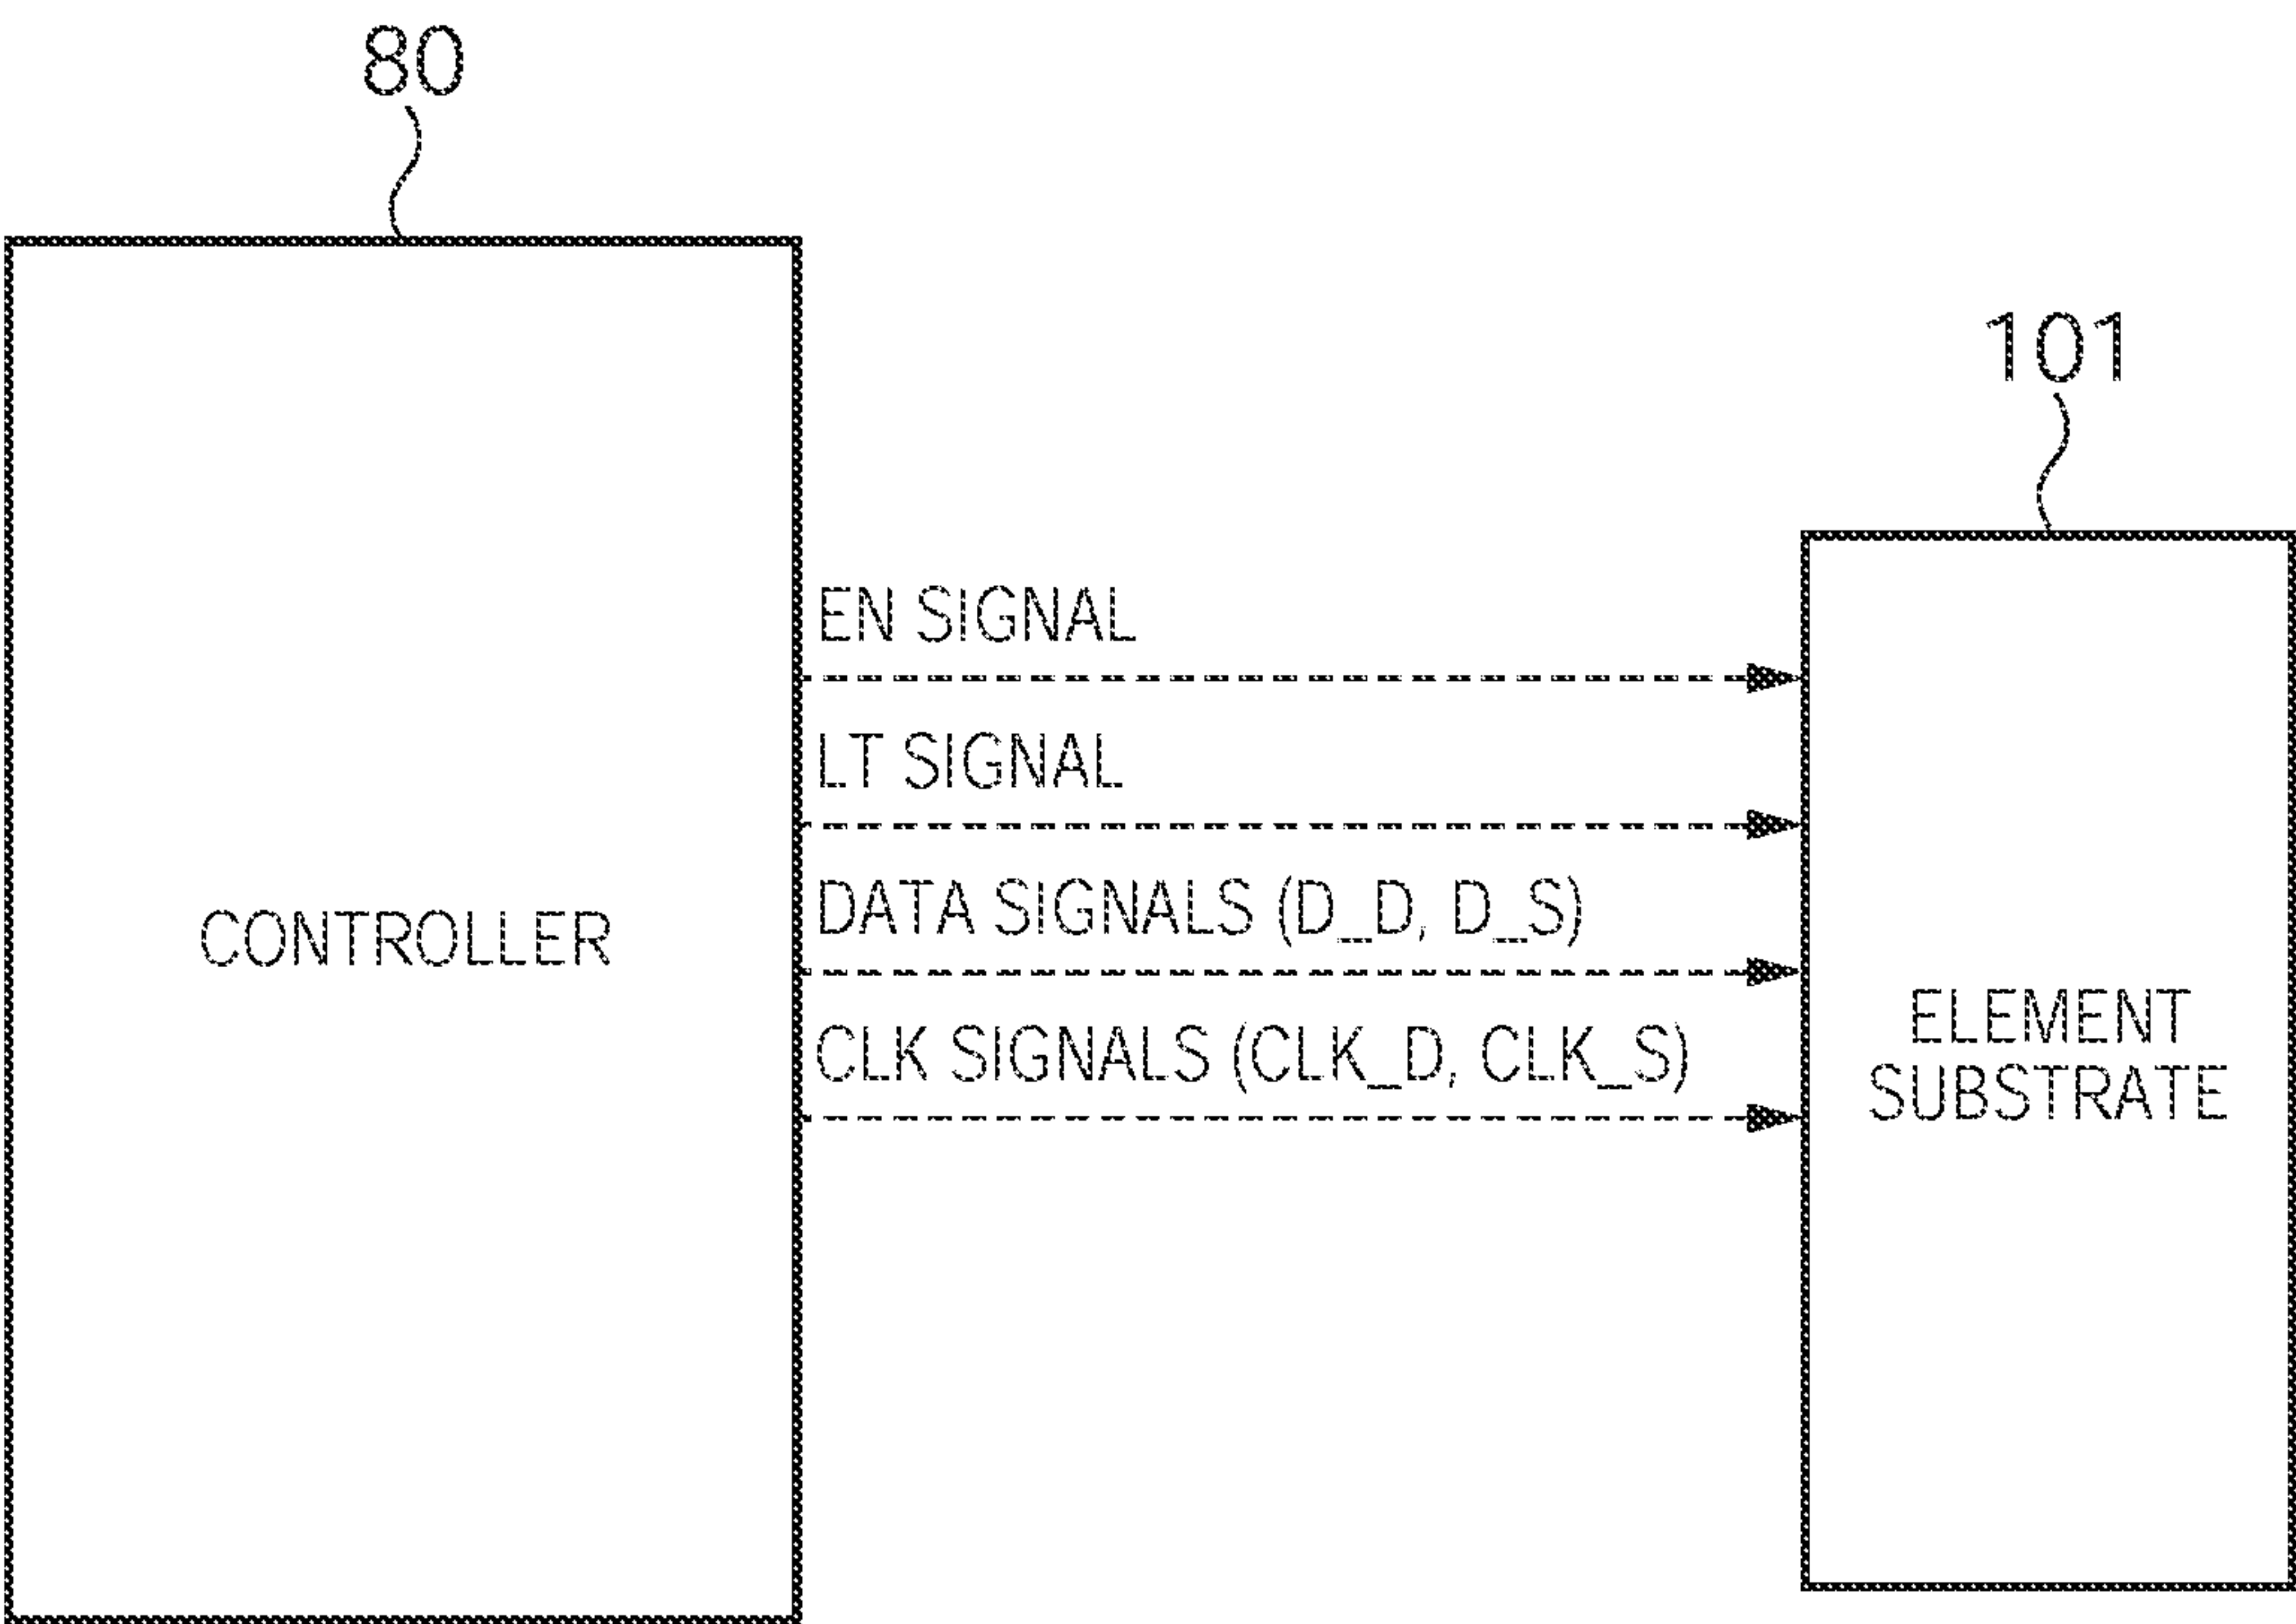 80
101
EN SIGNAL
LT SIGNAL
DATA SIGNALS (D_D, D_S)
CONTROLLER
CLK SIGNALS (CLK_D, CLK_S)
ELEMENT
SUBSTRATE